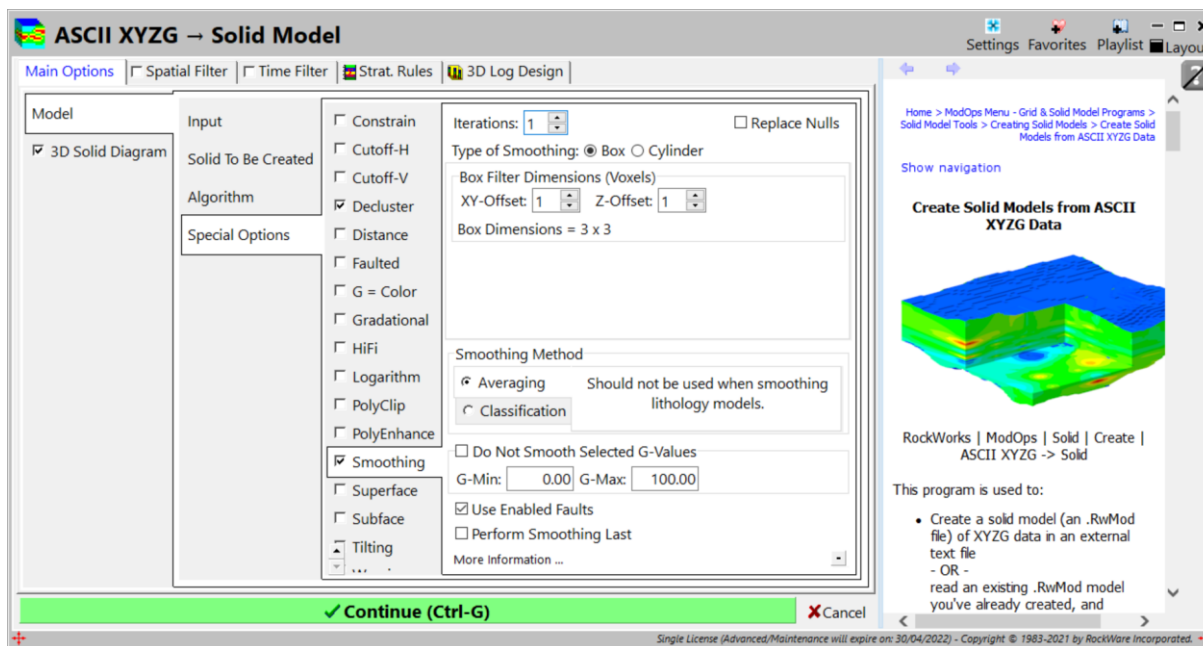 ASCII XYZG → Solid Model
Settings Favorites Playlist
Main Options Spatial Filter Time Filter Strat. Rules 3D Log Design
Model
3D Solid Diagram
Input
Solid To Be Created
Algorithm
Special Options
Constrain
Cutoff-H
Cutoff-V
Decluster
Distance
Faulted
G = Color
Gradational
HiFi
Logarithm
PolyClip
PolyEnhance
Smoothing
Superface
Subface
Tilting
Iterations: 1 Replace Nulls
Type of Smoothing: Box Cylinder
Box Filter Dimensions (Voxels)
XY-Offset: 1 Z-Offset: 1
Box Dimensions = 3 x 3
Smoothing Method
Averaging
Classification
Should not be used when smoothing
lithology models.
Do Not Smooth Selected G-Values
G-Min: 0.00 G-Max: 100.00
Use Enabled Faults
Perform Smoothing Last
More Information ...
Continue (Ctrl-G)
Cancel
Home > ModOps Menu - Grid & Solid Model Programs >
Solid Model Tools > Creating Solid Models > Create Solid
Models from ASCII XYZG Data
Show navigation
Create Solid Models from ASCII
XYZG Data
RockWorks | ModOps | Solid | Create |
ASCII XYZG -> Solid
This program is used to:
• Create a solid model (an .RwMod
file) of XYZG data in an external
text file
- OR -
read an existing .RwMod model
you've already created, and
Single License (Advanced/Maintenance will expire on: 30/04/2022) - Copyright © 1983-2021 by RockWare Incorporated.